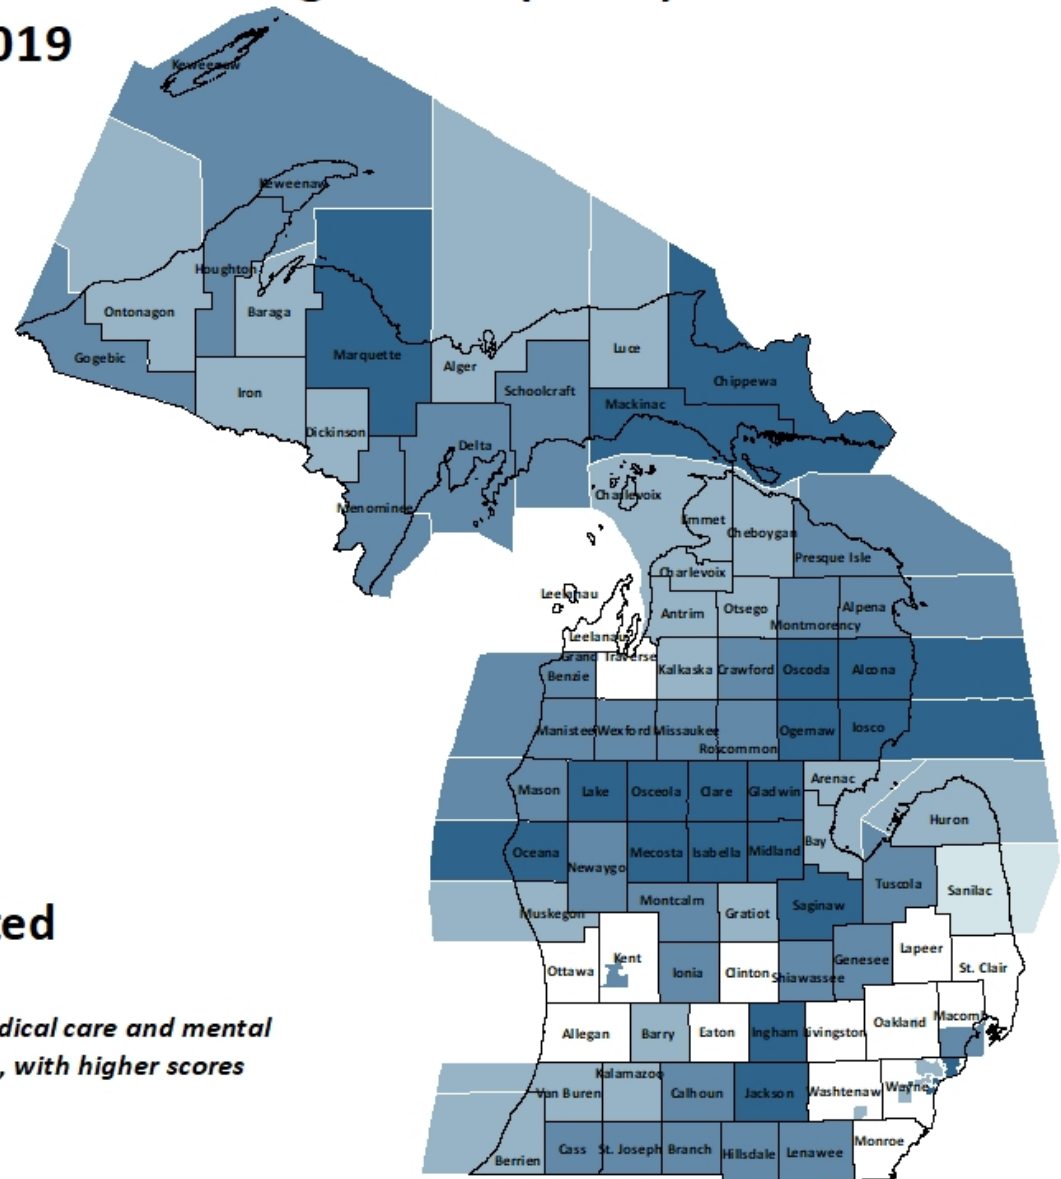 019
Keweenaw
Keweenaw
Houghton
Ontonagon
Baraga
Gogebic
Marquette
Alger
Luce
Iron
Schoolcraft
Chippewa
Mackinac
Dickinson
Delta
Menominee
Charlevoix
Emmet
Cheboygan
Presque Isle
Charlevoix
Leelanau
Antrim
Otsego
Alpena
Montmorency
Leelanau
Grand Traverse
Benzie
Kalkaska
Crawford
Oscoda
Alcona
Manistee
Wexford
Missaukee
Roscommon
Ogemaw
Iosco
Arenac
Mason
Lake
Osceola
Clare
Gladwin
Huron
Bay
Oceana
Newaygo
Mecosta
Isabella
Midland
Tuscola
Sanilac
Montcalm
Saginaw
Muskegon
Gratiot
ted
Kent
Ottawa
Ionia
Clinton
Shiawassee
Genesee
Lapeer
St. Clair
dical care and mental
, with higher scores
Allegan
Barry
Eaton
Ingham
Livingston
Oakland
Macomb
Kalamazoo
Van Buren
Calhoun
Jackson
Washtenaw
Wayne
Berrien
Cass
St. Joseph
Branch
Hillsdale
Lenawee
Monroe